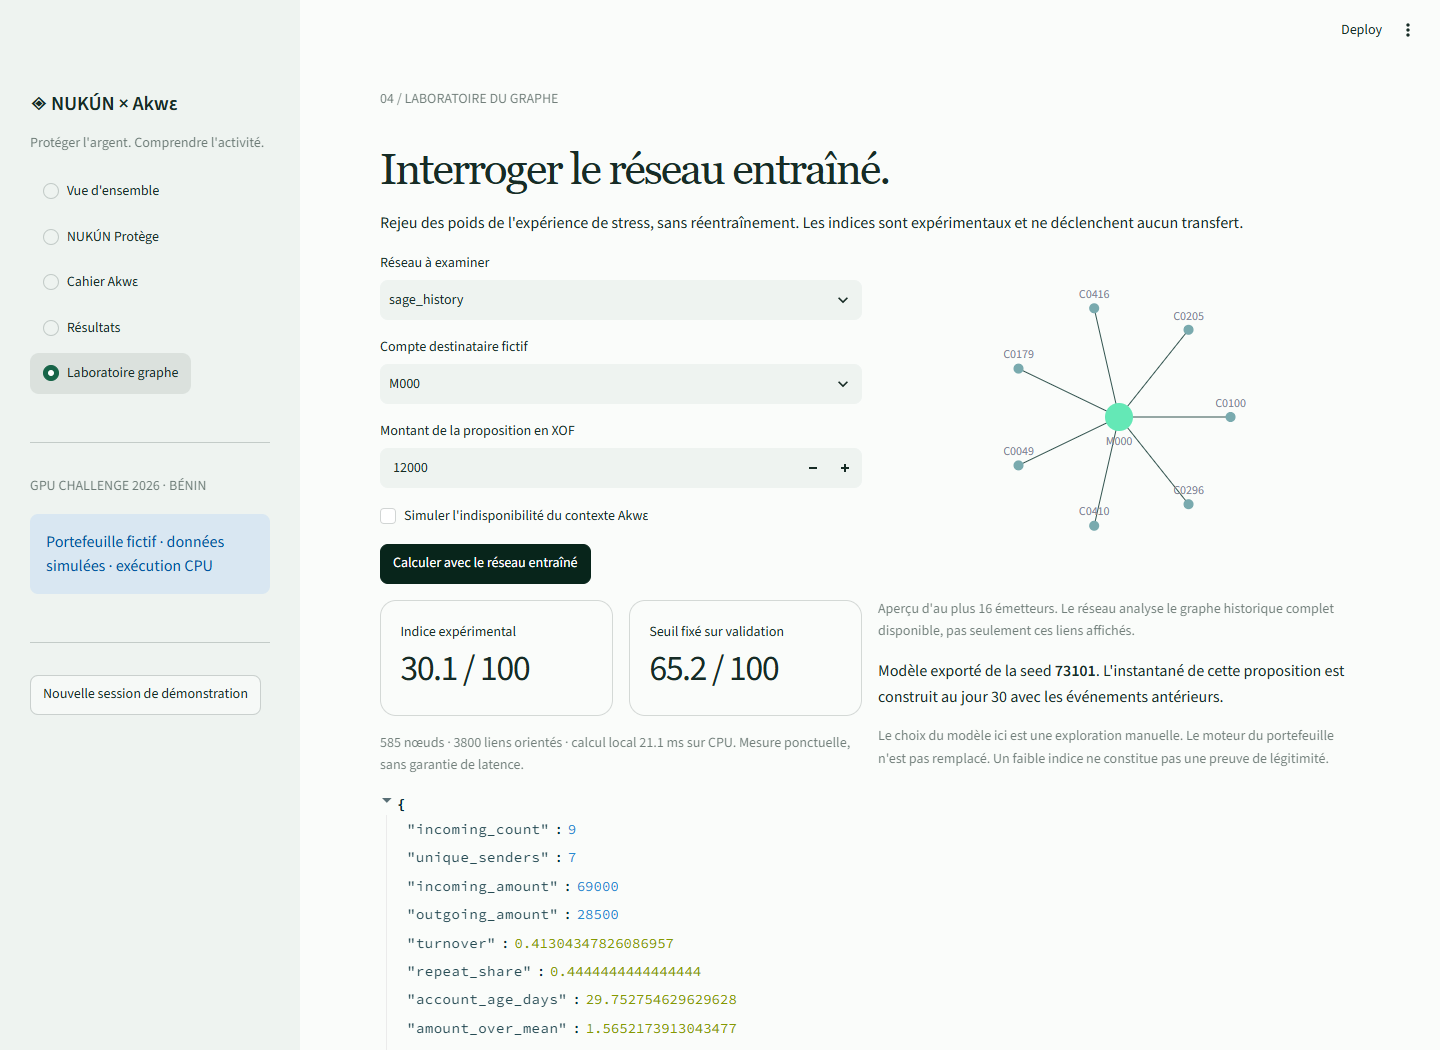 Deploy
NUKÚN × Akwɛ
Protéger l'argent. Comprendre l'activité.
Vue d'ensemble
NUKÚN Protège
Cahier Akwɛ
Résultats
Laboratoire graphe
GPU CHALLENGE 2026 · BÉNIN
Portefeuille fictif · données
simulées · exécution CPU
Nouvelle session de démonstration
04 / LABORATOIRE DU GRAPHE
Interroger le réseau entraîné.
Rejeu des poids de l'expérience de stress, sans réentraînement. Les indices sont expérimentaux et ne déclenchent aucun transfert.
Réseau à examiner
sage_history
Compte destinataire fictif
M000
Montant de la proposition en XOF
12000
Simuler l'indisponibilité du contexte Akwɛ
Calculer avec le réseau entraîné
Indice expérimental
30.1 / 100
Seuil fixé sur validation
65.2 / 100
585 nœuds · 3800 liens orientés · calcul local 21.1 ms sur CPU. Mesure ponctuelle,
sans garantie de latence.
{
"incoming_count" : 9
"unique_senders" : 7
"incoming_amount" : 69000
"outgoing_amount" : 28500
"turnover" : 0.41304347826086957
"repeat_share" : 0.4444444444444444
"account_age_days" : 29.752754629629628
"amount_over_mean" : 1.5652173913043477
C0416
C0205
C0179
C0100
M000
C0049
C0296
C0410
Aperçu d'au plus 16 émetteurs. Le réseau analyse le graphe historique complet
disponible, pas seulement ces liens affichés.
Modèle exporté de la seed 73101. L'instantané de cette proposition est
construit au jour 30 avec les événements antérieurs.
Le choix du modèle ici est une exploration manuelle. Le moteur du portefeuille
n'est pas remplacé. Un faible indice ne constitue pas une preuve de légitimité.